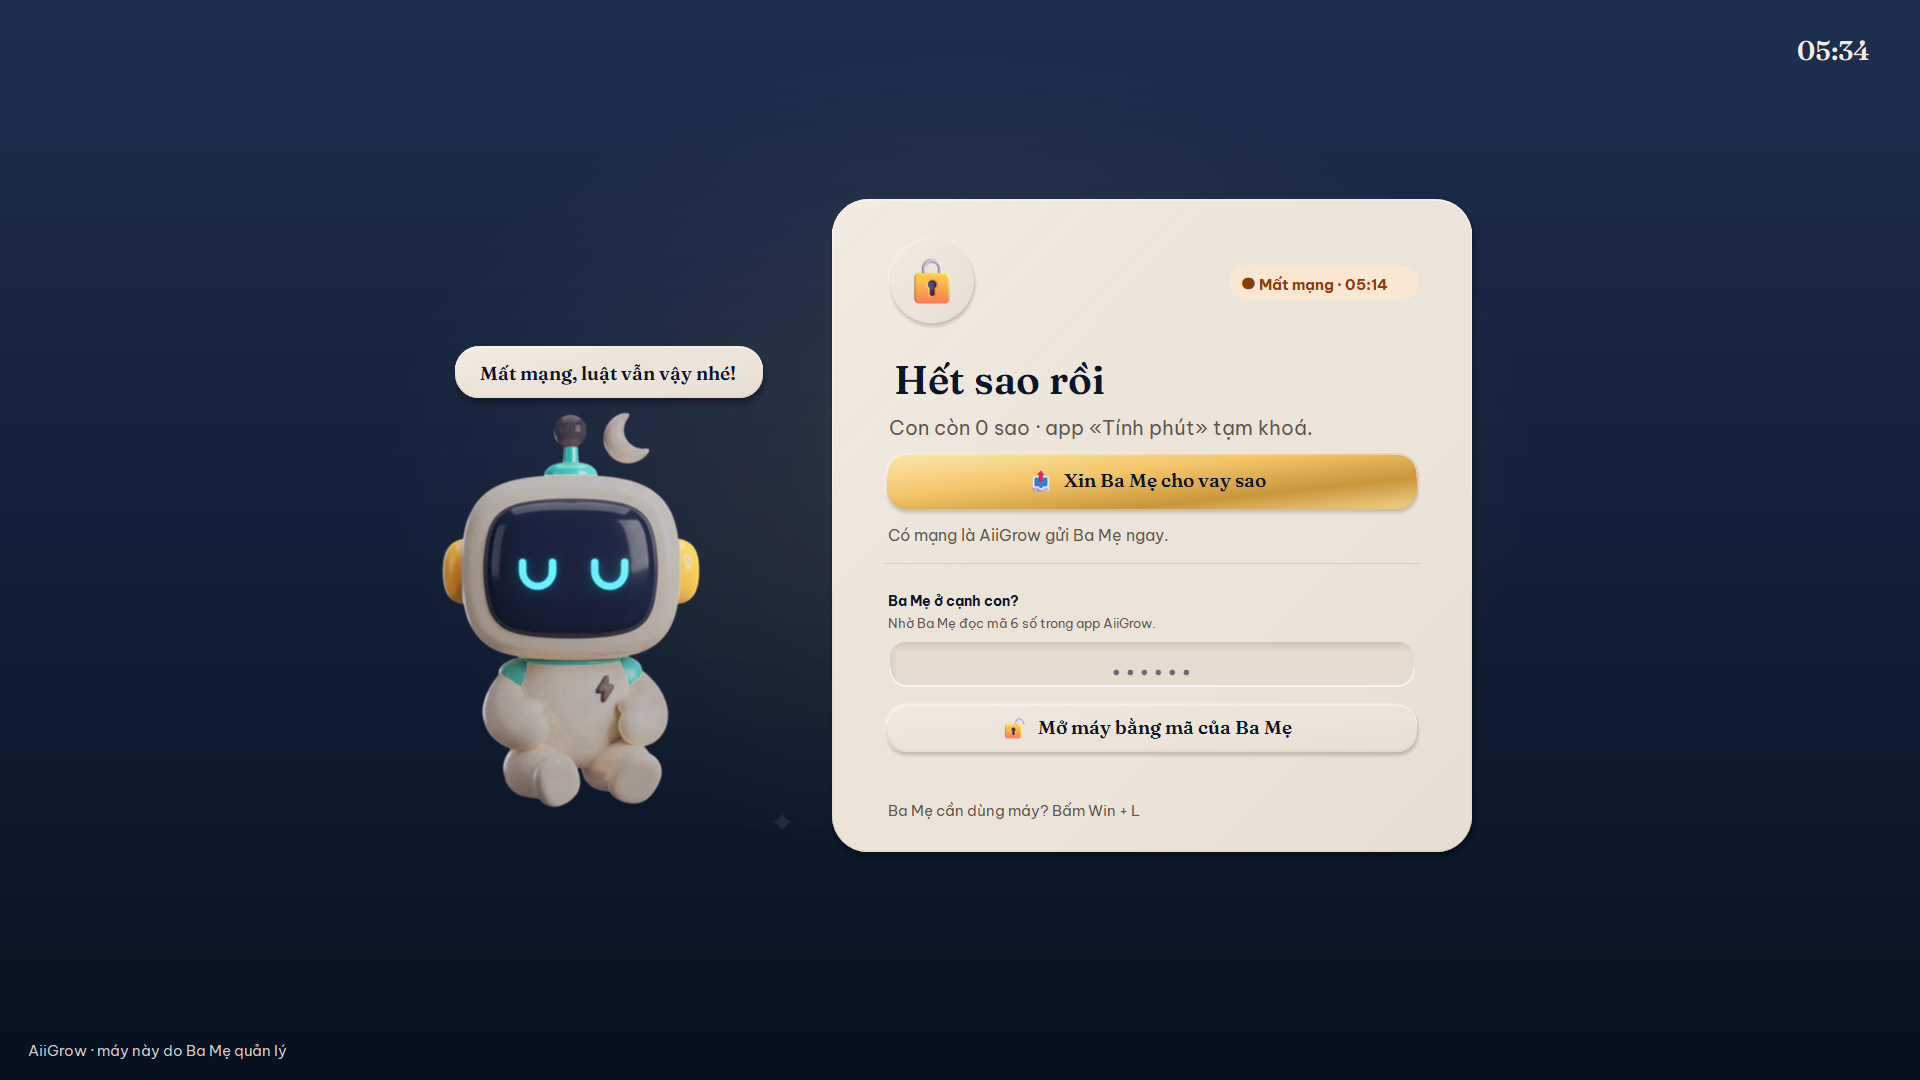 05:34
Mất mạng · 05:14
Hết sao rồi
Con còn 0 sao · app «Tính phút» tạm khoá.
Xin Ba Mẹ cho vay sao
Có mạng là AiiGrow gửi Ba Mẹ ngay.
Ba Mẹ ở cạnh con?
Nhờ Ba Mẹ đọc mã 6 số trong app AiiGrow.
••••••
Mở máy bằng mã của Ba Mẹ
Ba Mẹ cần dùng máy? Bấm Win + L
Mất mạng, luật vẫn vậy nhé!
AiiGrow · máy này do Ba Mẹ quản lý